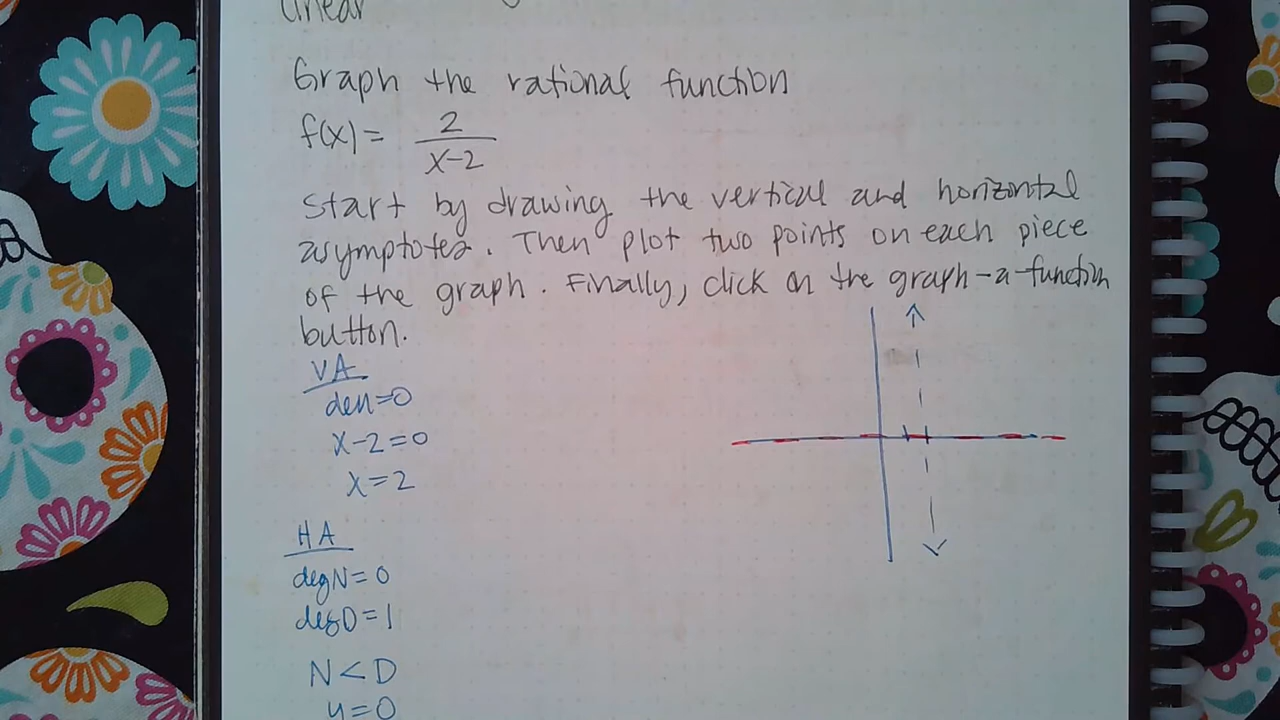 linear
Graph the rational function
f(x) = 2/(x-2)
Start by drawing the vertical and horizontal
asymptotes. Then plot two points on each piece
of the graph. Finally, click on the graph-a-function
button.
VA
den=0
x-2=0
x=2
HA
degN=0
degD=1
N<D
y=0